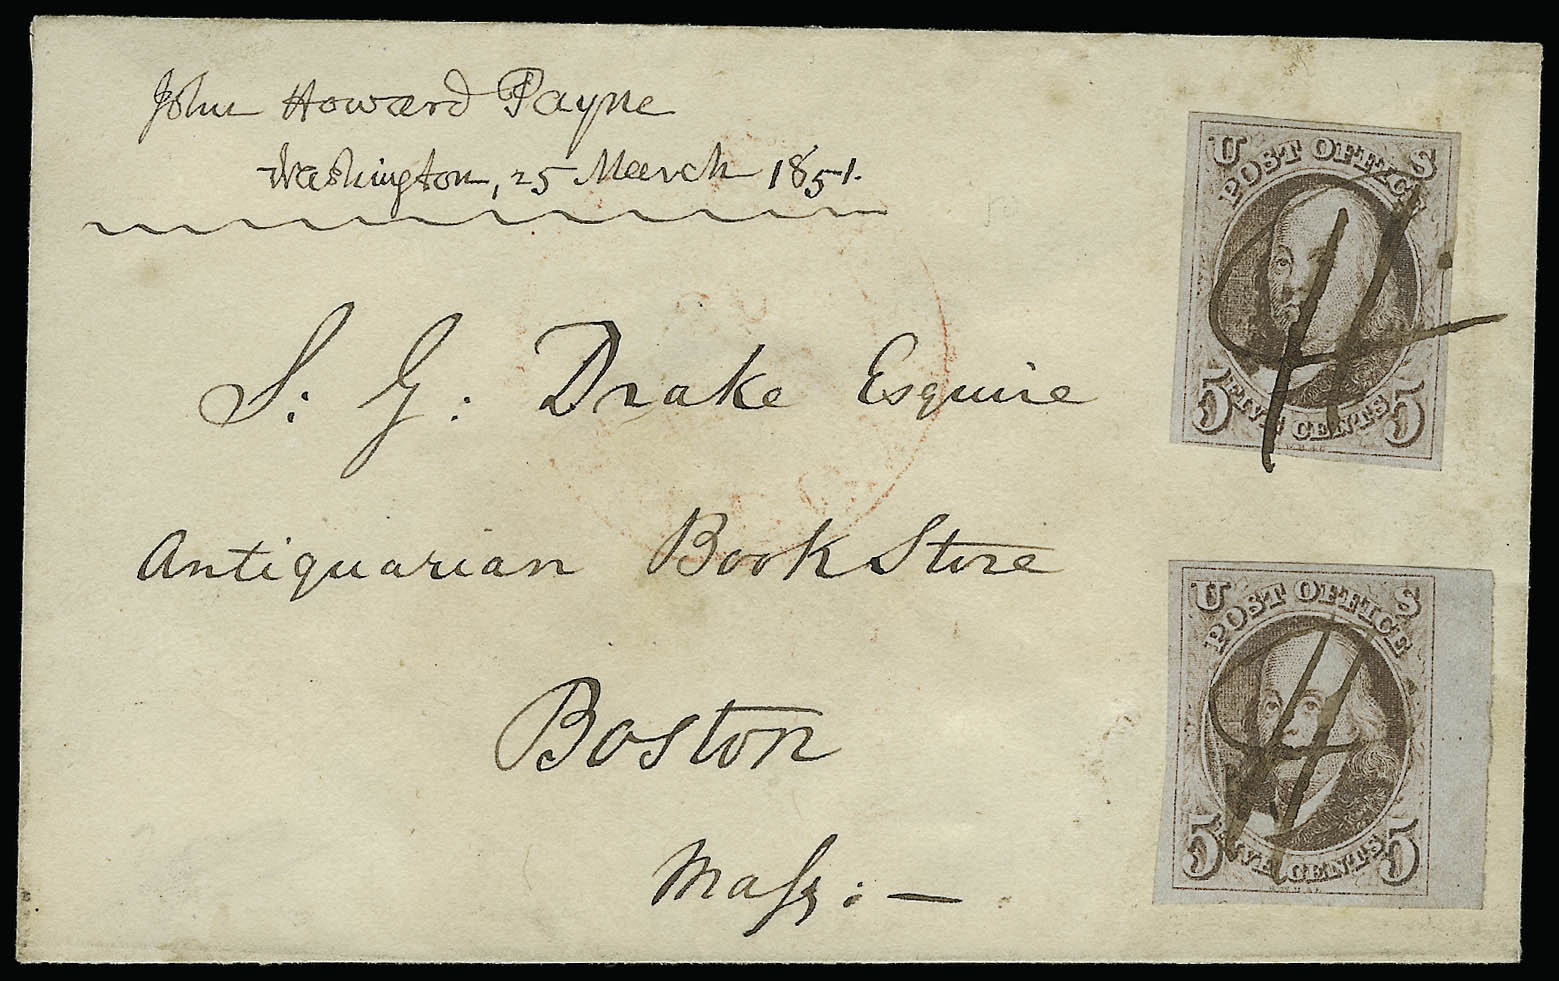 John Howard Payne
Washington, 25 March 1851.
S: G: Drake Esquire
Antiquarian Book Store
Boston
Mass: —
U S
POST OFFICE
5 FIVE CENTS 5
U S
POST OFFICE
5 FIVE CENTS 5